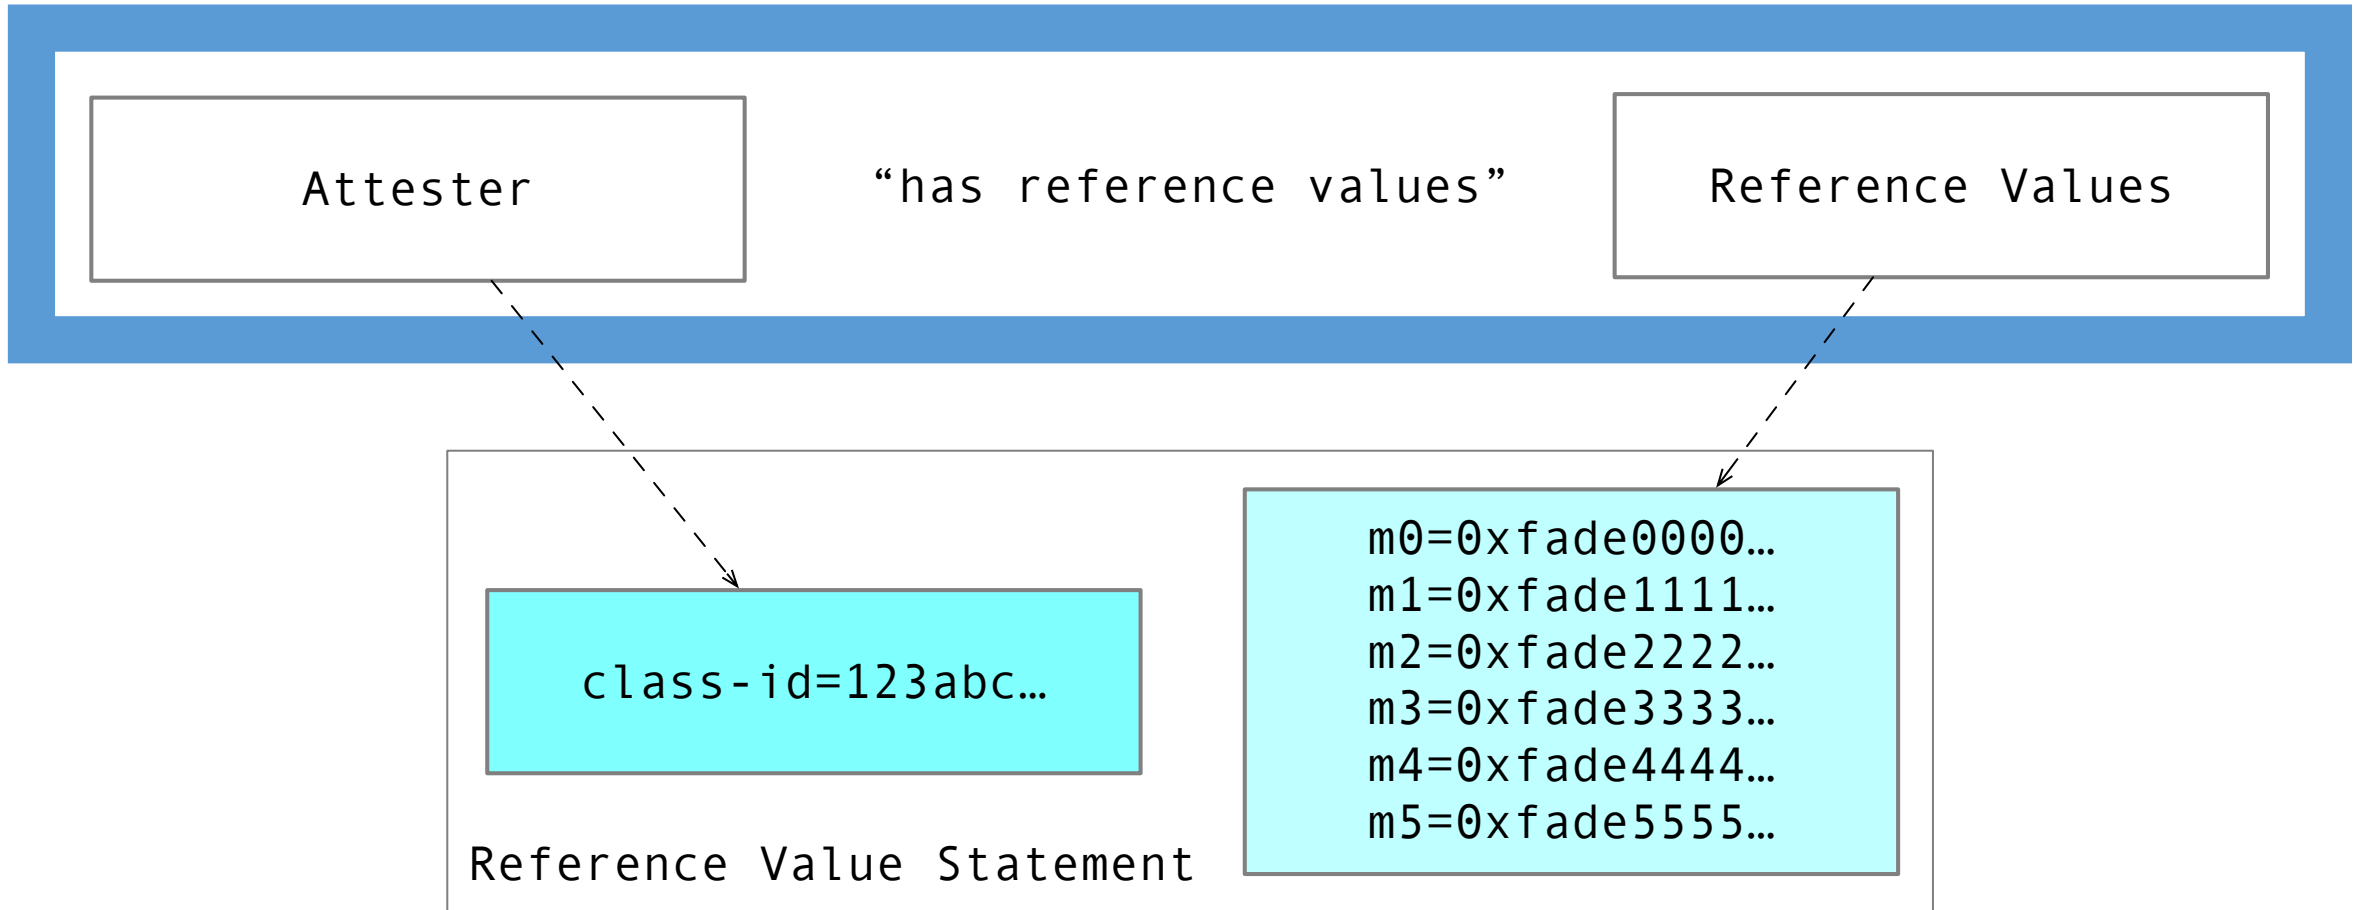 Attester
“has reference values”
Reference Values
class-id=123abc…
m0=0xfade0000…
m1=0xfade1111…
m2=0xfade2222…
m3=0xfade3333…
m4=0xfade4444…
m5=0xfade5555…
Reference Value Statement